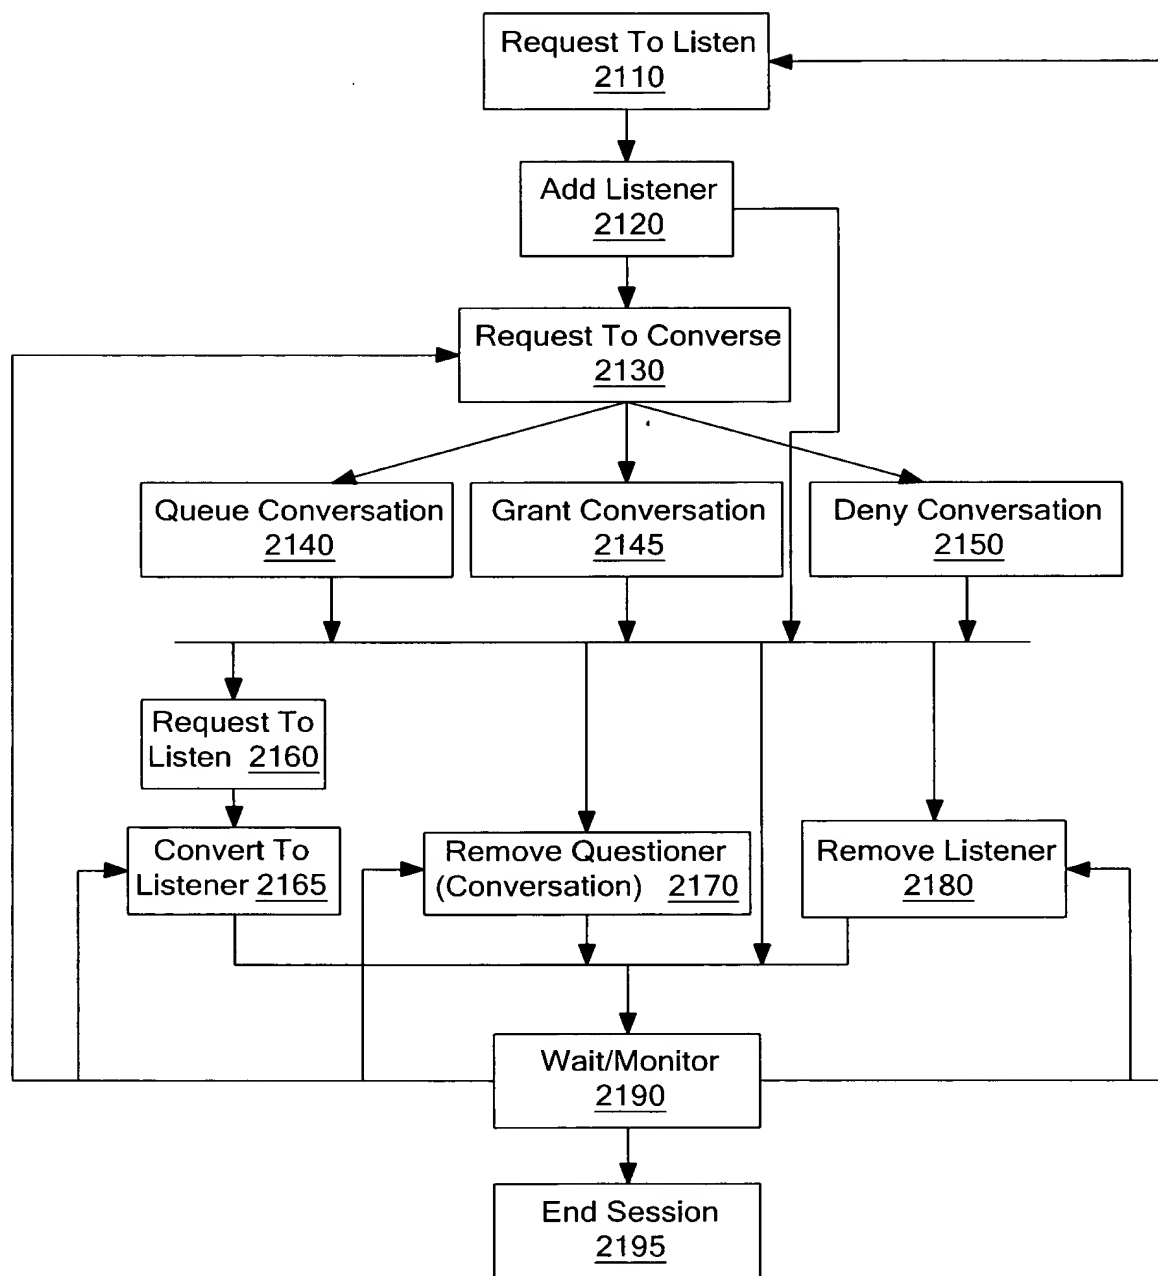 Request To Listen
2110
Add Listener
2120
Request To Converse
2130
Queue Conversation
2140
Grant Conversation
2145
Deny Conversation
2150
Request To
Listen 2160
Convert To
Listener 2165
Remove Questioner
(Conversation) 2170
Remove Listener
2180
Wait/Monitor
2190
End Session
2195